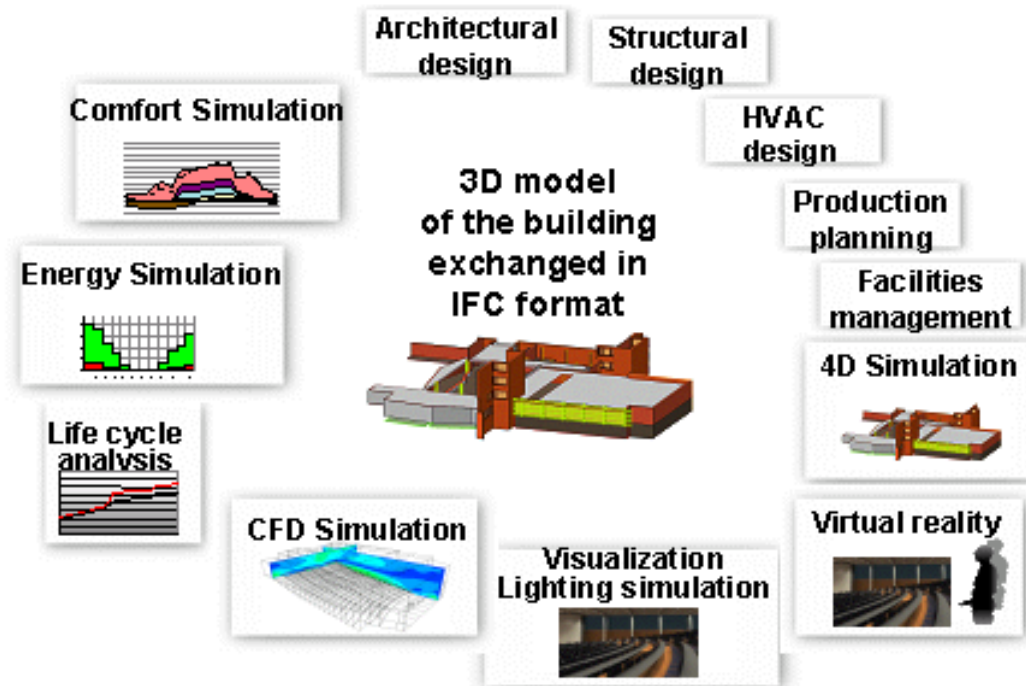 Architectural
design
Structural
design
HVAC
design
Production
planning
Facilities
management
4D Simulation
Virtual reality
Visualization
Lighting simulation
CFD Simulation
Life cycle
analysis
Energy Simulation
Comfort Simulation
3D model
of the building
exchanged in
IFC format